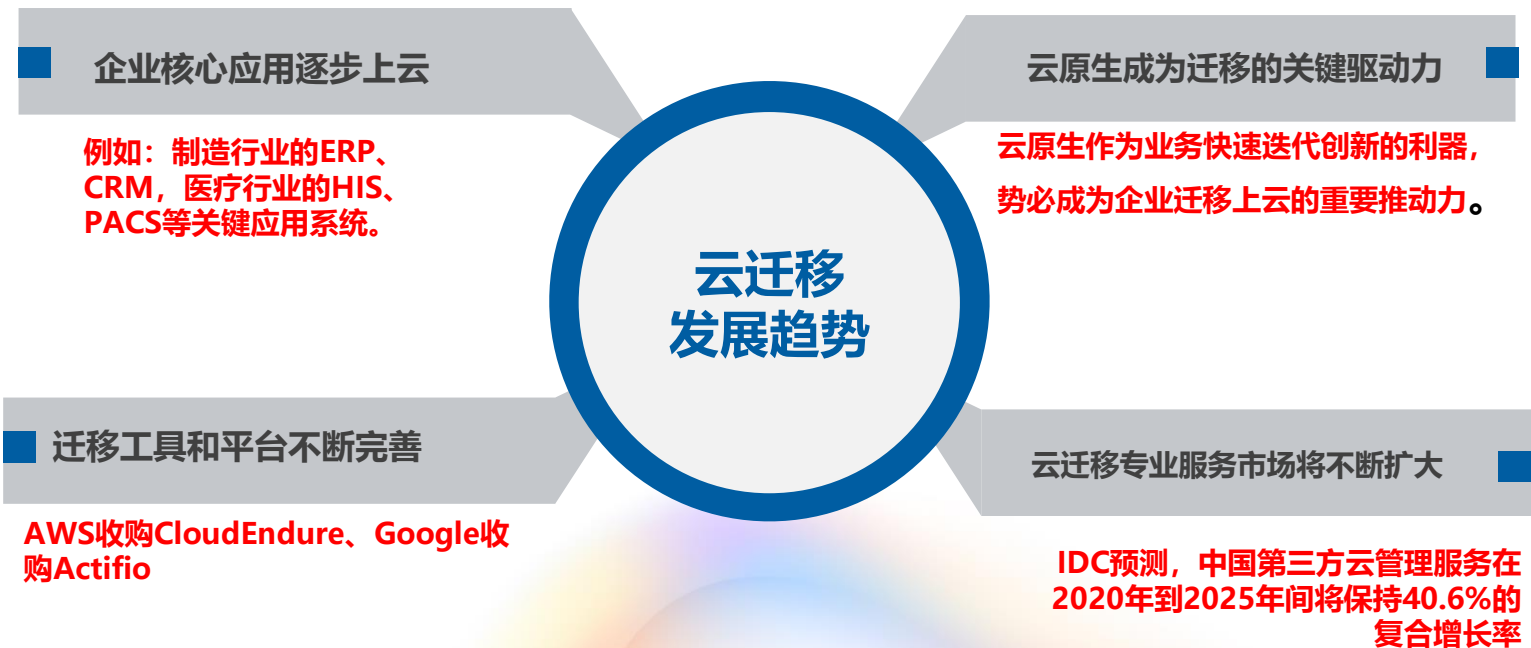 企业核心应用逐步上云
例如：制造行业的ERP、
CRM，医疗行业的HIS、
PACS等关键应用系统。
云原生成为迁移的关键驱动力
云原生作为业务快速迭代创新的利器，
势必成为企业迁移上云的重要推动力。
云迁移
发展趋势
迁移工具和平台不断完善
AWS收购CloudEndure、Google收
购Actifio
云迁移专业服务市场将不断扩大
IDC预测，中国第三方云管理服务在
2020年到2025年间将保持40.6%的
复合增长率